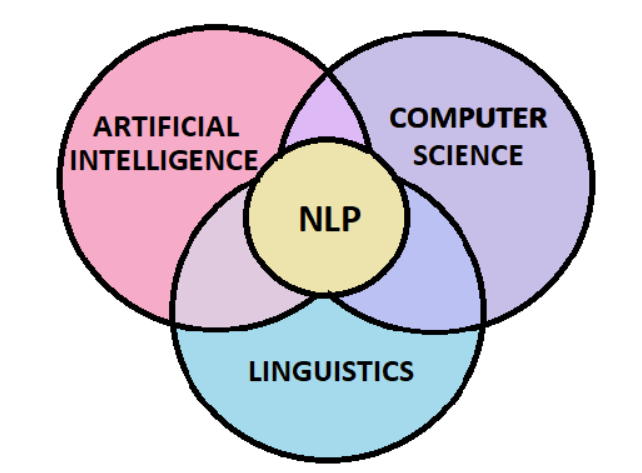 ARTIFICIAL
INTELLIGENCE
COMPUTER
SCIENCE
NLP
LINGUISTICS